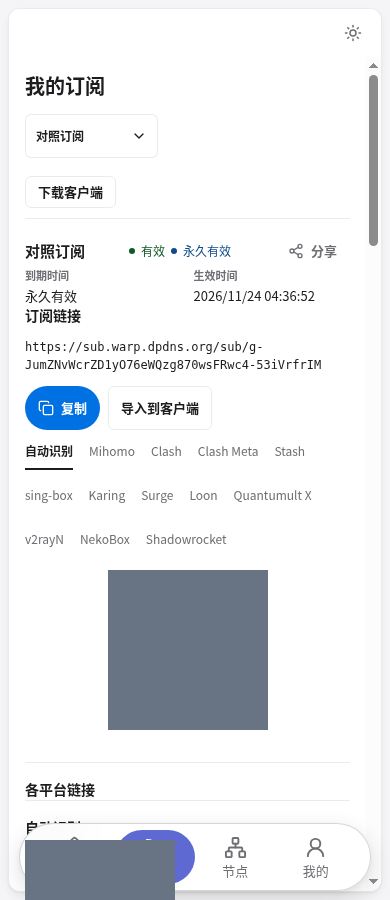 我的订阅
对照订阅
下载客户端
对照订阅 有效 永久有效 分享
到期时间 生效时间
永久有效 2026/11/24 04:36:52
订阅链接
https://sub.warp.dpdns.org/sub/g-
JumZNvWcrZD1yO76eWQzg870wsFRwc4-53iVrfrIM
复制 导入到客户端
自动识别 Mihomo Clash Clash Meta Stash
sing-box Karing Surge Loon Quantumult X
v2rayN NekoBox Shadowrocket
各平台链接
节点 我的